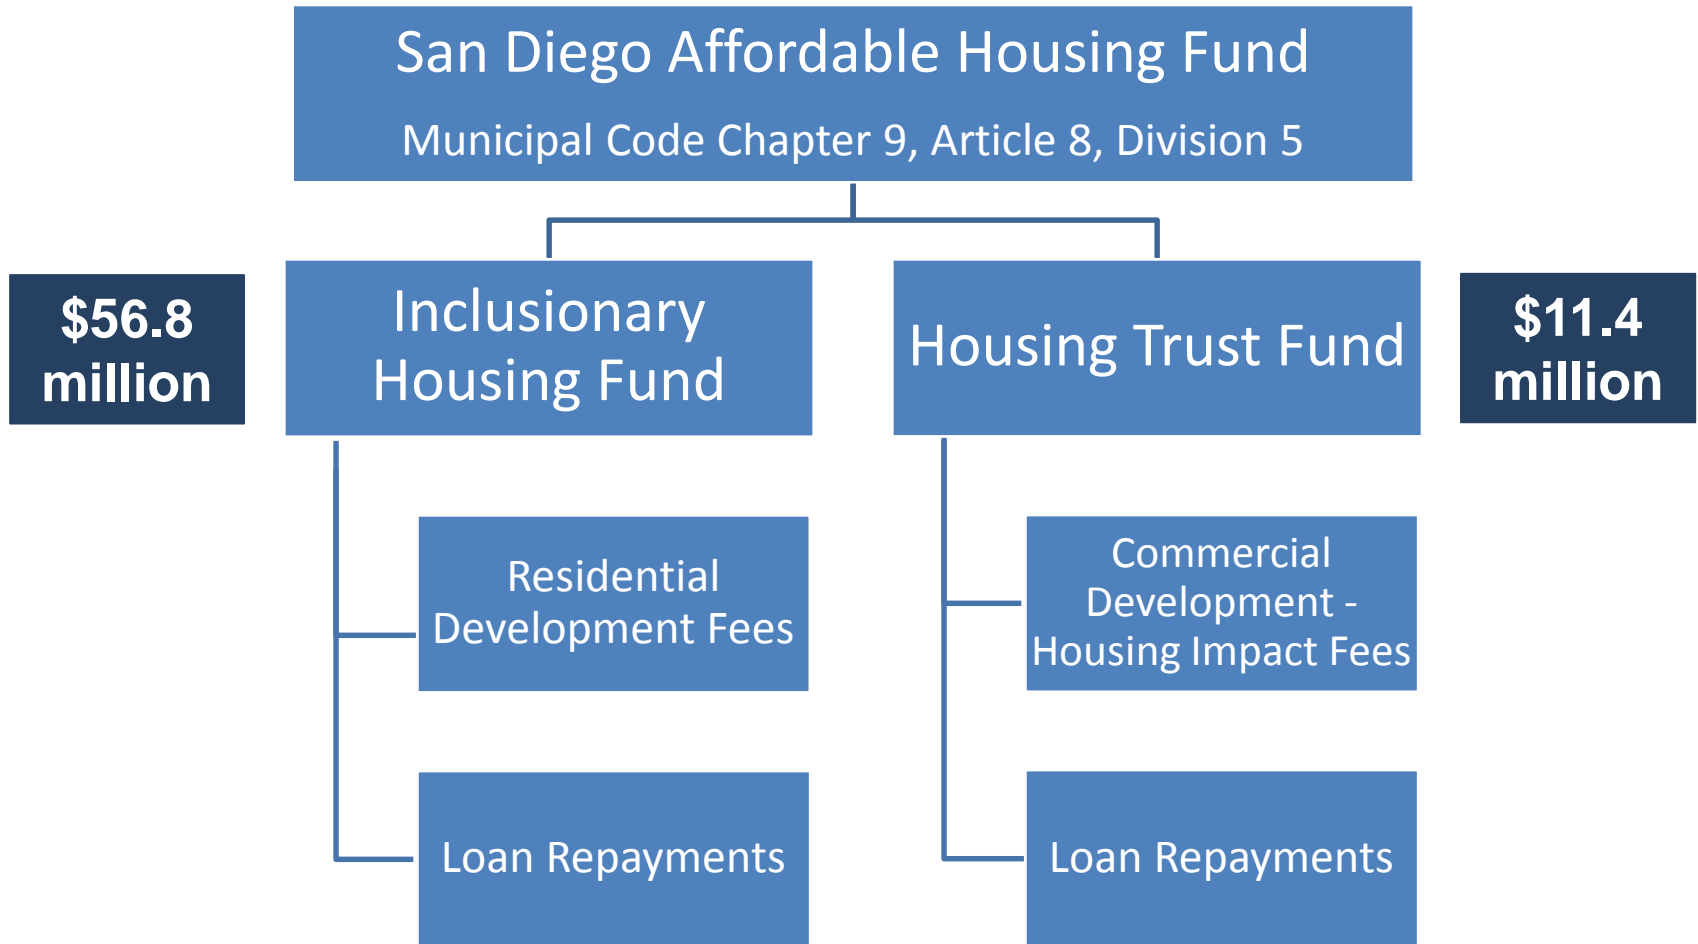 San Diego Affordable Housing Fund
Municipal Code Chapter 9, Article 8, Division 5
$56.8
million
Inclusionary
Housing Fund
Housing Trust Fund
$11.4
million
Residential
Development Fees
Commercial
Development -
Housing Impact Fees
Loan Repayments
Loan Repayments